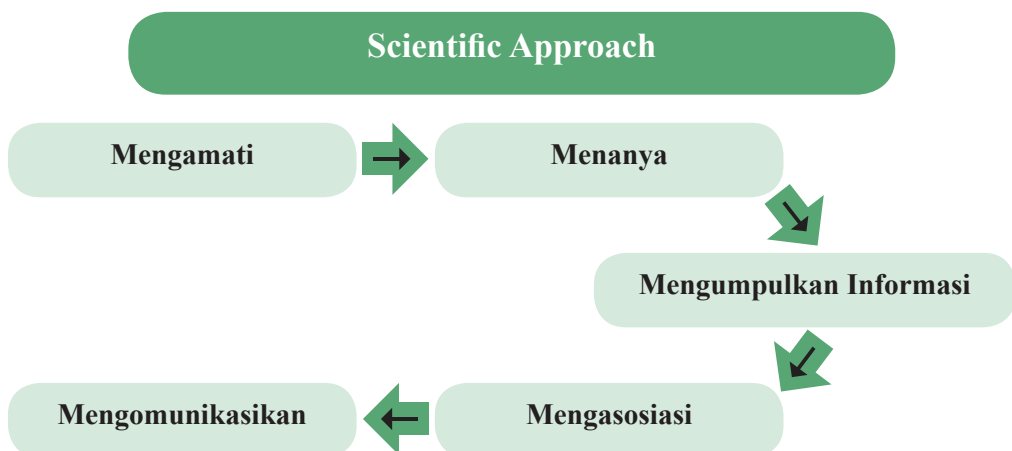 Scientific Approach
Mengamati
Menanya
Mengumpulkan Informasi
Mengasosiasi
Mengomunikasikan